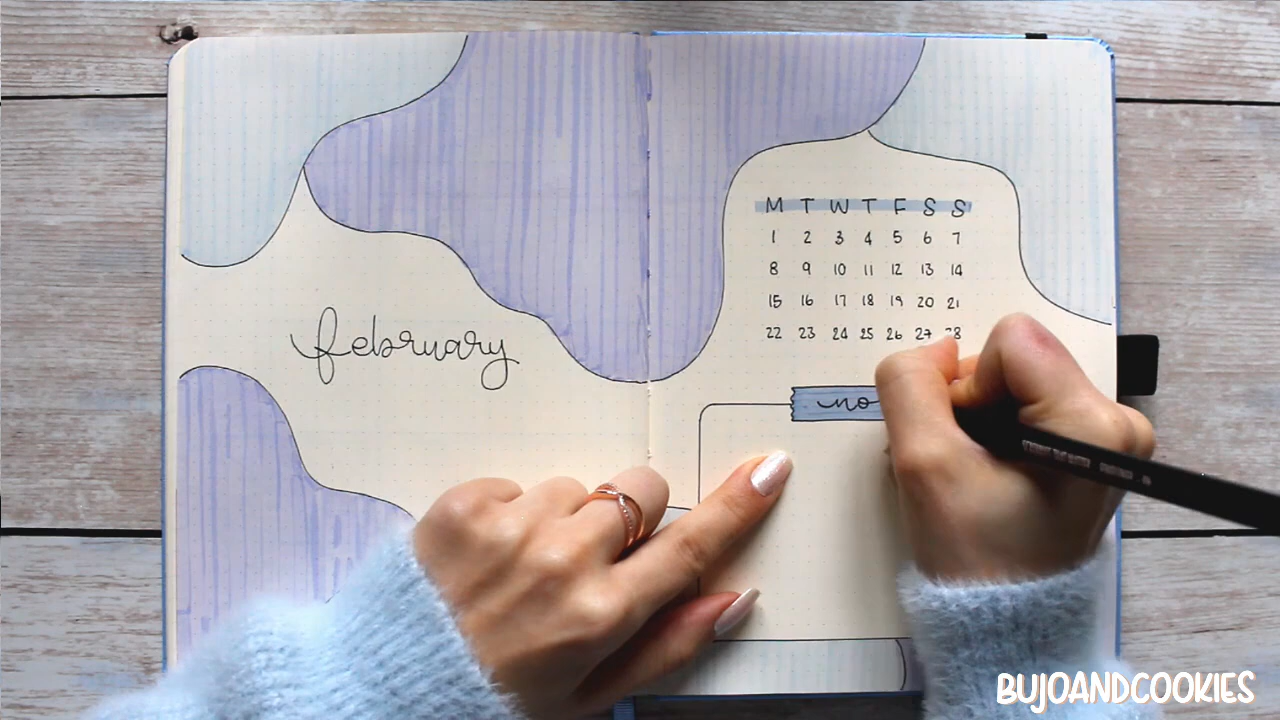 february
M T W T F S S
1 2 3 4 5 6 7
8 9 10 11 12 13 14
15 16 17 18 19 20 21
22 23 24 25 26 27 28
no
BUJOANDCOOKIES